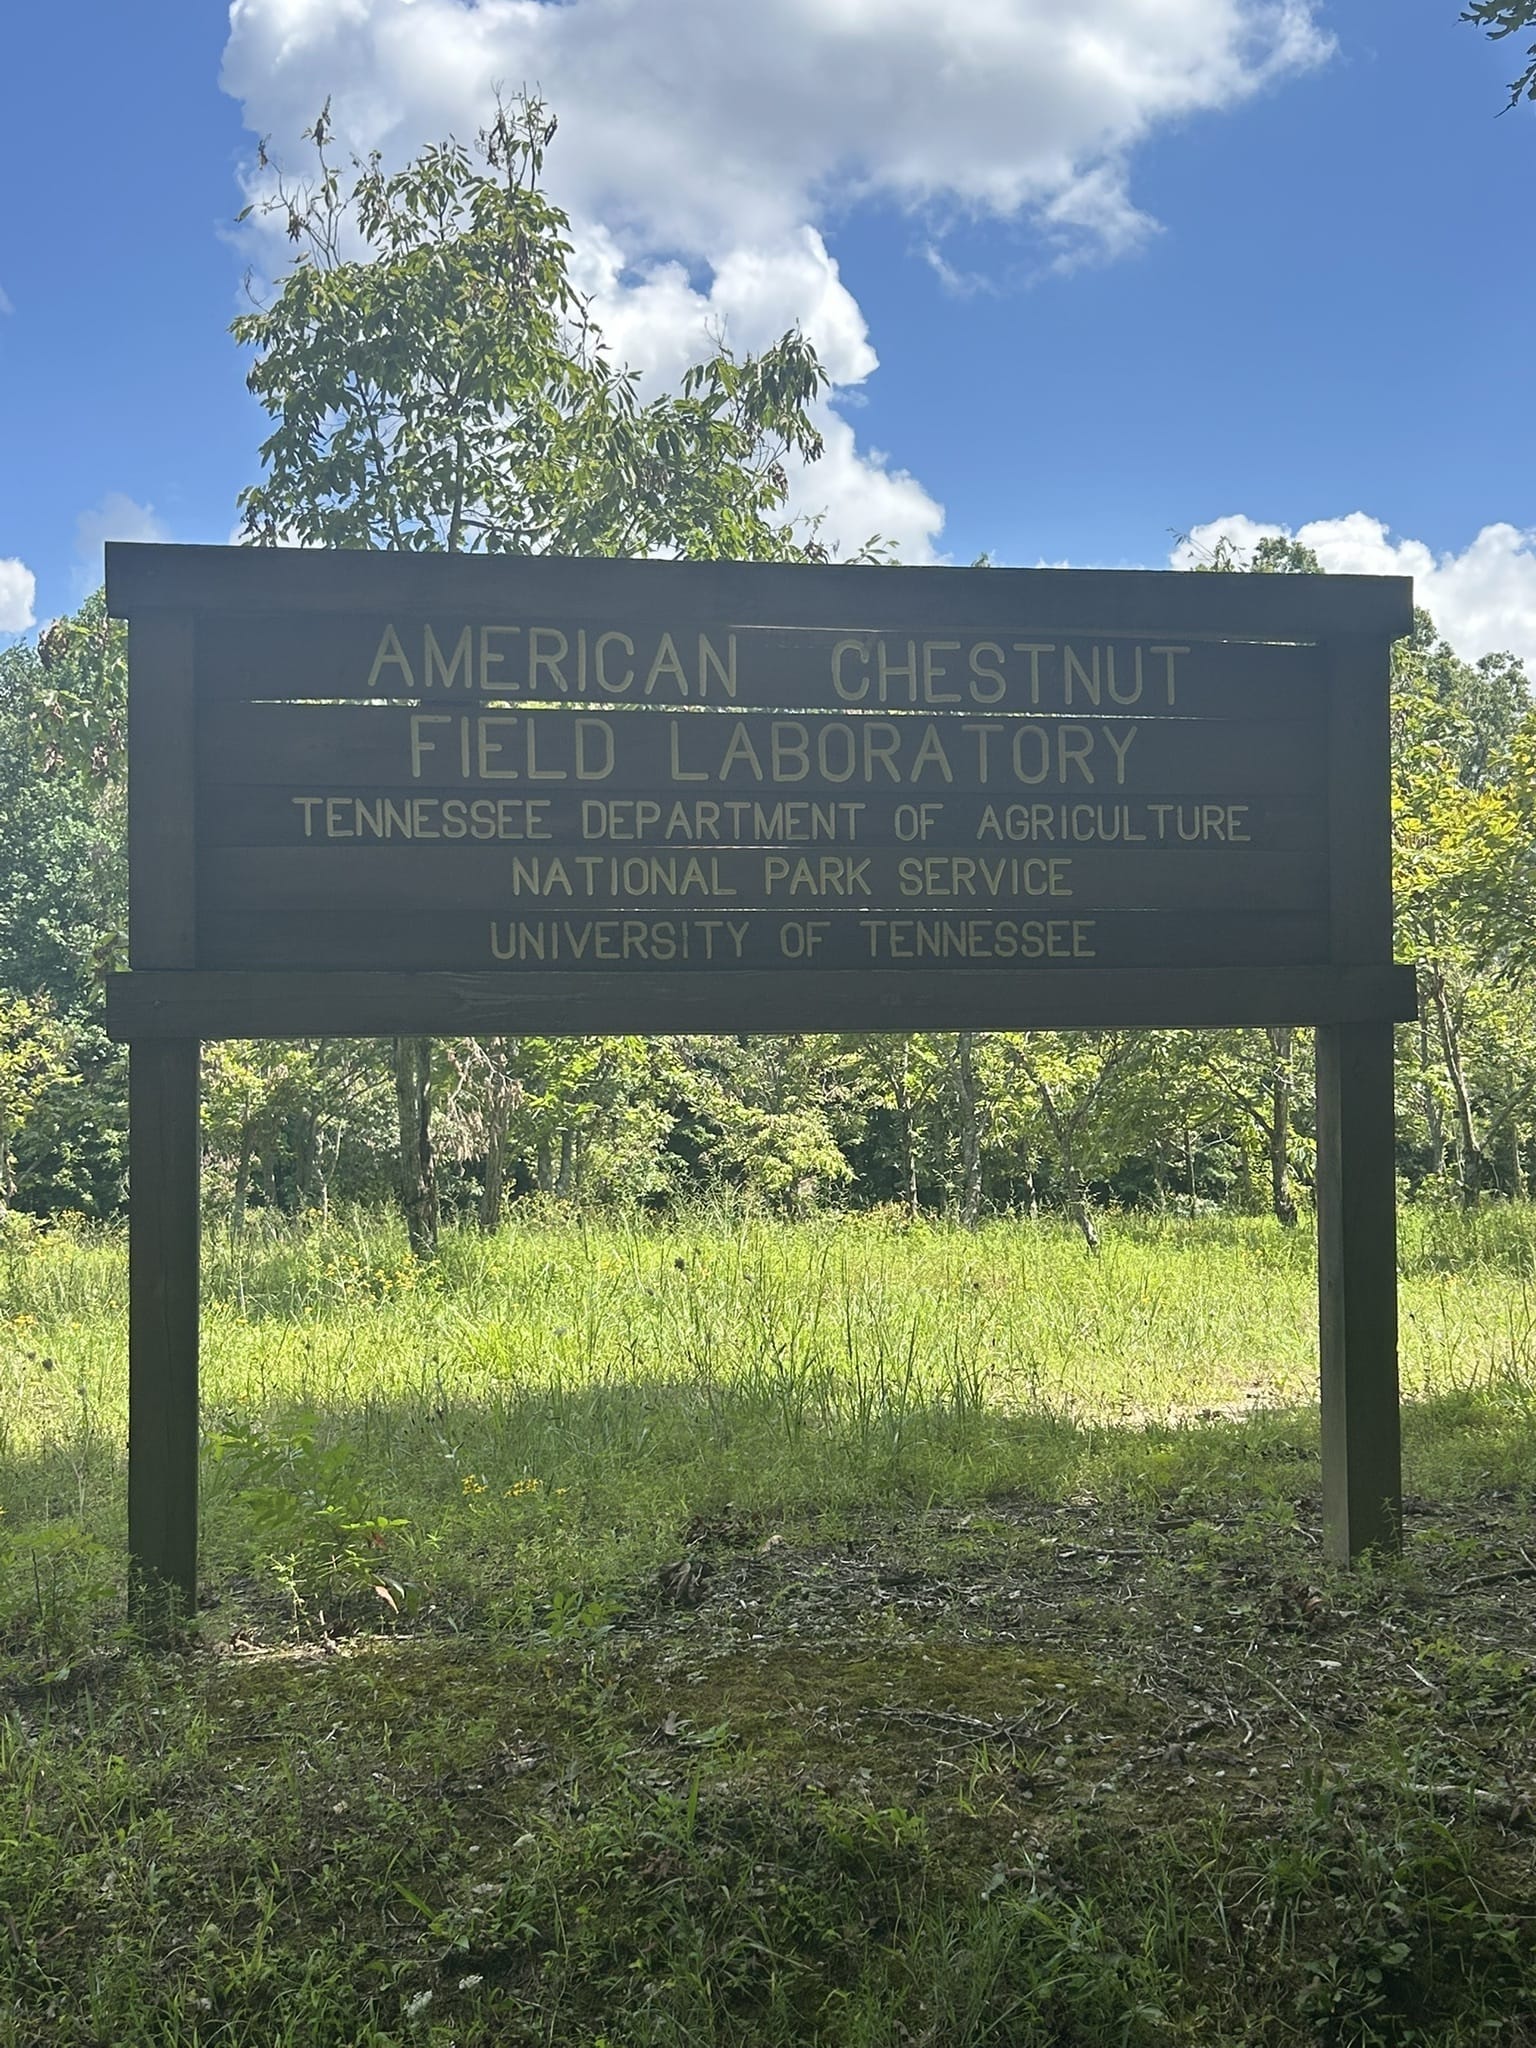 AMERICAN CHESTNUT
FIELD LABORATORY
TENNESSEE DEPARTMENT OF AGRICULTURE
NATIONAL PARK SERVICE
UNIVERSITY OF TENNESSEE